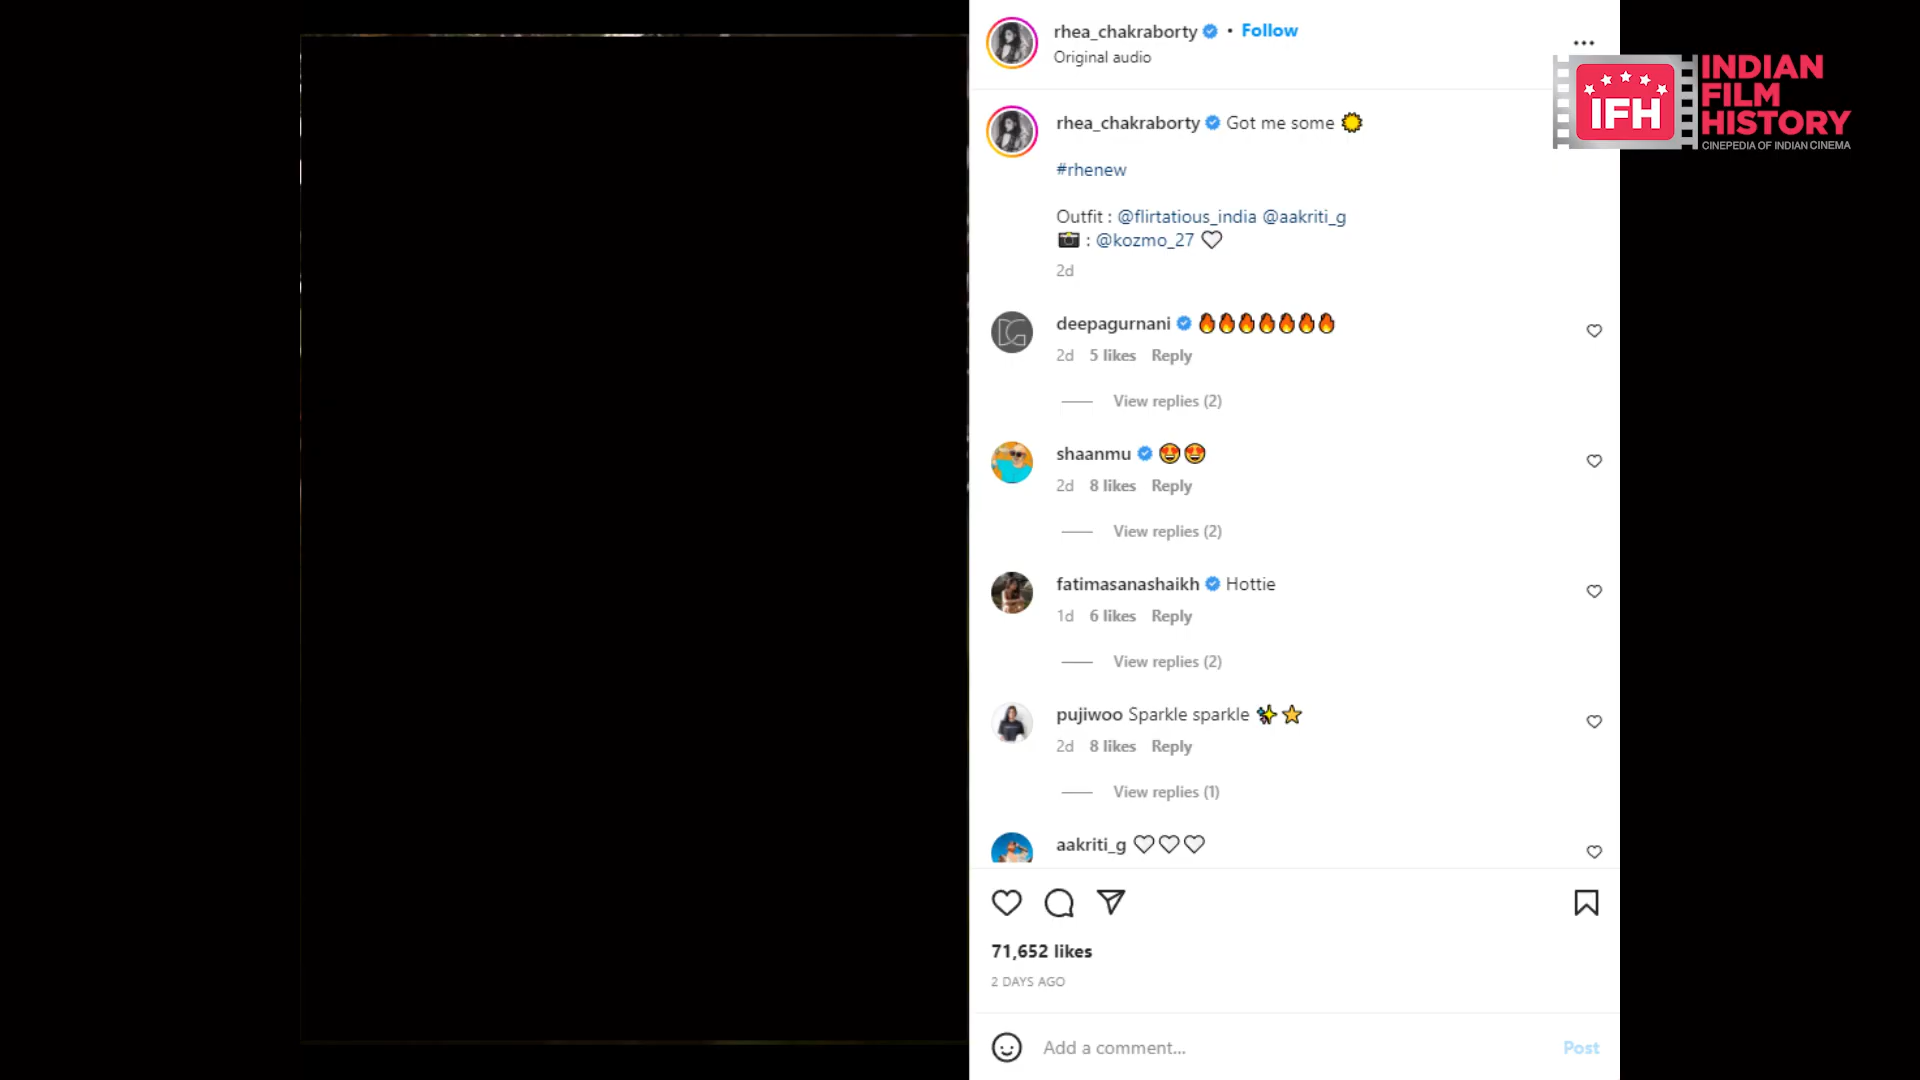 rhea_chakraborty • Follow
Original audio
rhea_chakraborty Got me some
#rhenew
Outfit : @flirtatious_india @aakriti_g
: @kozmo_27
2d
deepagurnani
2d 5 likes Reply
View replies (2)
shaanmu
2d 8 likes Reply
View replies (2)
fatimasanashaikh Hottie
1d 6 likes Reply
View replies (2)
pujiwoo Sparkle sparkle
2d 8 likes Reply
View replies (1)
aakriti_g
71,652 likes
2 DAYS AGO
Add a comment...
Post
IFH
INDIAN
FILM
HISTORY
CINEPEDIA OF INDIAN CINEMA
DG